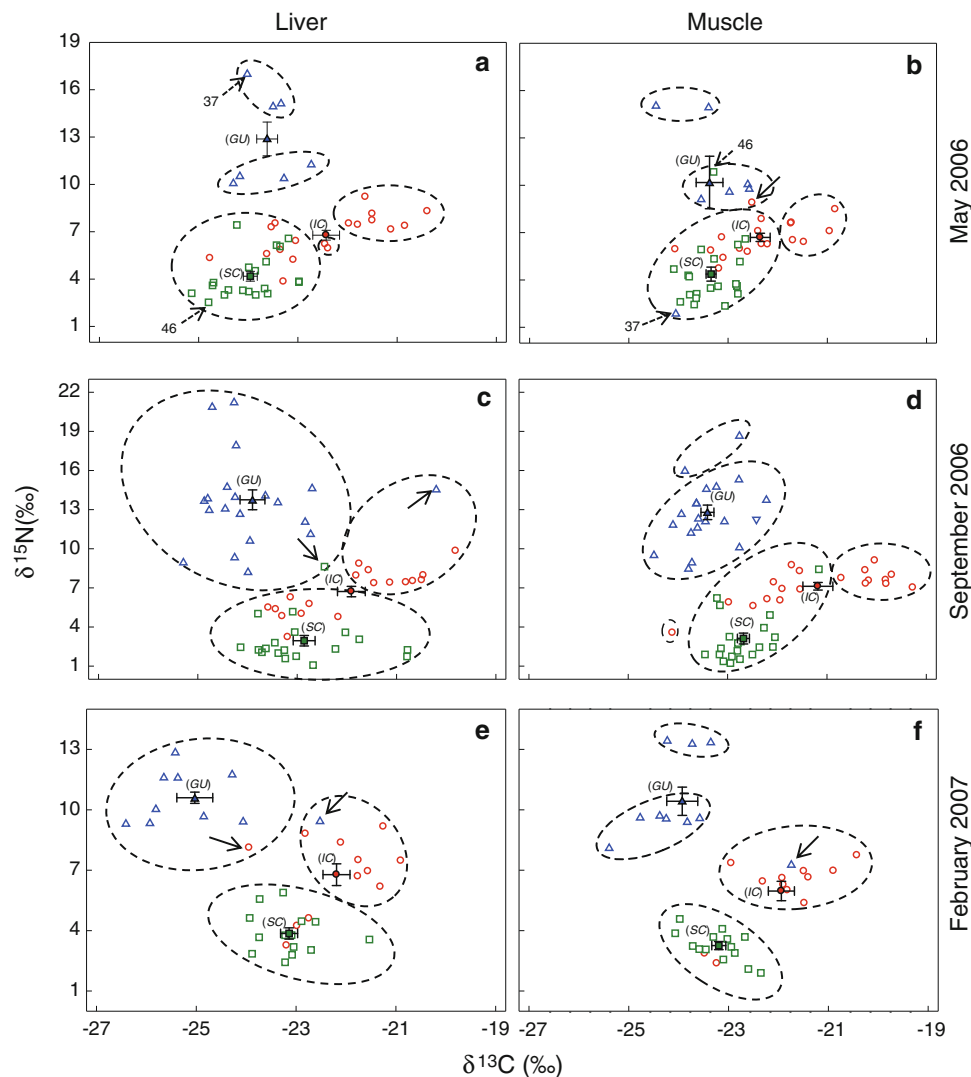 Liver Muscle
19
16
13
10
7
4
1
a
37
(GU)
(IC)
(SC)
46
b
46
(GU)
(IC)
(SC)
37
May 2006
22
19
16
13
10
7
4
1
c
(GU)
(IC)
(SC)
d
(GU)
(IC)
(SC)
September 2006
δ15N(‰)
13
10
7
4
1
e
(GU)
(IC)
(SC)
f
(GU)
(IC)
(SC)
February 2007
-27 -25 -23 -21 -19 -27 -25 -23 -21 -19
δ13C (‰)